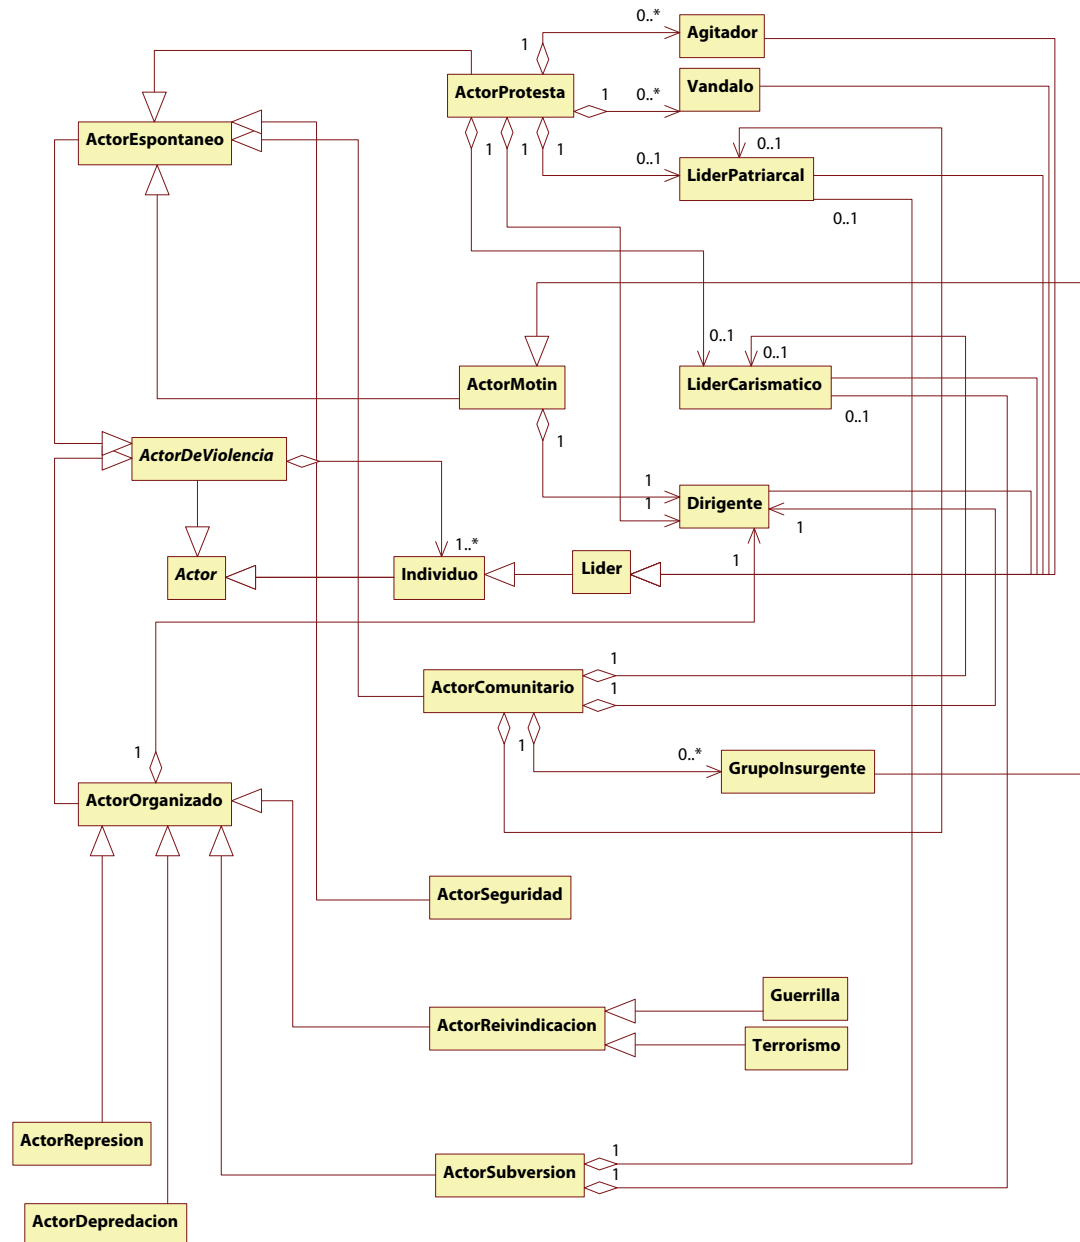 0..*
Agitador
1
Vandalo
ActorProtesta
1
0..*
ActorEspontaneo
1
1
1
0..1
0..1
LiderPatriarcal
0..1
0..1
0..1
ActorMotin
LiderCarismatico
0..1
1
ActorDeViolencia
1
1
Dirigente
1
1..*
1
Actor
Individuo
Lider
1
ActorComunitario
1
1
1
0..*
GrupoInsurgente
ActorOrganizado
ActorSeguridad
Guerrilla
ActorReivindicacion
Terrorismo
ActorRepresion
1
ActorSubversion
1
ActorDepredacion